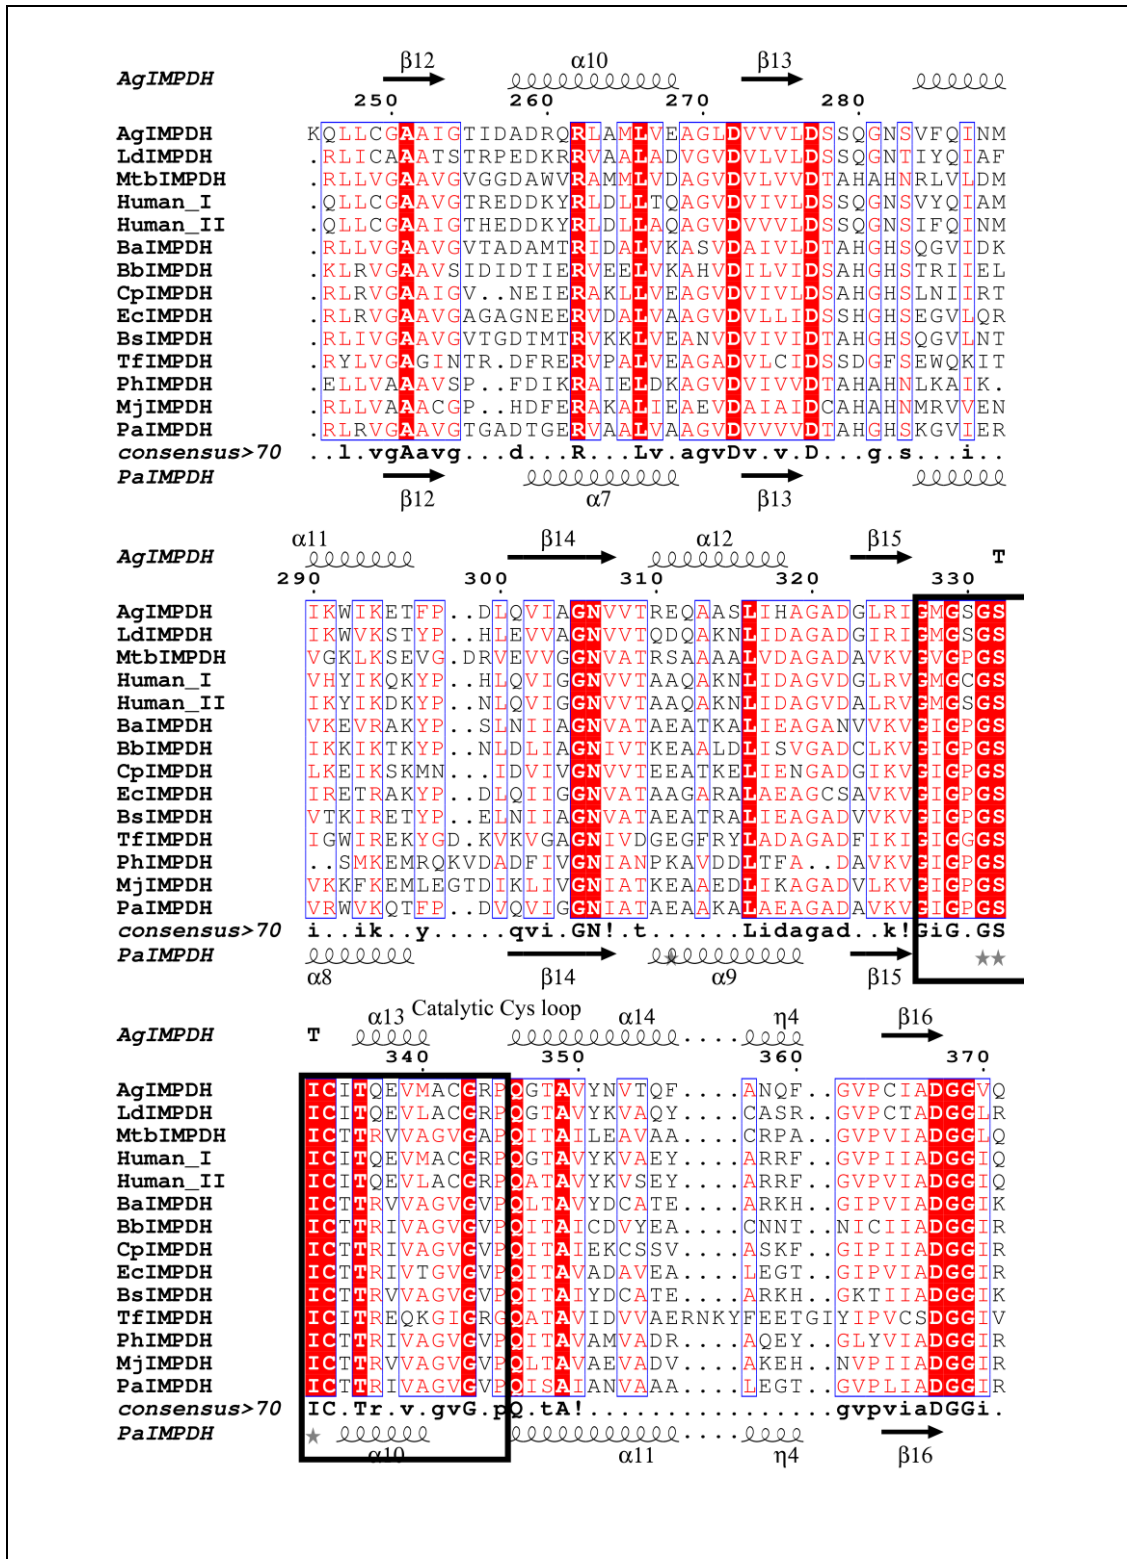 β12 α10 β13
AgIMPDH
250 260 270 280
AgIMPDH KQLLCGAAIGTIDADRQRLAMLVEAGLDVVVLDSSQGNSVFQINM
LdIMPDH .RLICAAATSTRPEDKRRVAALADVGVDVLVLDSSQGNTIYQIAF
MtbIMPDH .RLLVGAAVGVGGDAWVRAMMLVDAGVDVLVVDTAHAHNRLVLDM
Human_I .QLLCGAAVGTREDDKYRLDLLTQAGVDVIVLDSSQGNSVYQIAM
Human_II .QLLCGAAIGTHEDDKYRLDLLAQAGVDVVVLDSSQGNSIFQINM
BaIMPDH .RLLVGAAVGVTADAMTRIDALVKASVDAIVLDTAHGHSQGVIDK
BbIMPDH .KLRVGAAVSIDIDTIERVEELVKAHVDILVIDSAHGHSTRIIEL
CpIMPDH .RLRVGAAIGV..NEIERAKLLVEAGVDVIVLDSAHGHSLNIIRT
EcIMPDH .RLRVGAAVGAGAGNEERVDALVAAGVDVLLIDSSHGHSEGVLQR
BsIMPDH .RLIVGAAVGVTGDTMTRVKKLVEANVDVIVIDTAHGHSQGVLNT
TfIMPDH .RYLVGAGINTR.DFRERVPALVEAGADVLCIDSSDGFSEWQKIT
PhIMPDH .ELLVAAAVSP..FDIKRAIELDKAGVDVIVVDTAHAHNLKAIK.
MjIMPDH .RLLVAAACGP..HDFERAKALIEAEVDAIAIDCAHAHNMRVVEN
PaIMPDH .RLRVGAAVGTGADTGERVAALVAAGVDVVVVDTAHGHSKGVIER
consensus>70 ..l.vgAavg...d...R...Lv.agvDv.v.D...g.s...i..
PaIMPDH
β12 α7 β13
α11 β14 α12 β15
AgIMPDH T
290 300 310 320 330
AgIMPDH IKWIKETFP..DLQVIAGNVVTREQAASLIHAGADGLRIGMGSGS
LdIMPDH IKWVKSTYP..HLEVVAGNVVTQDQAKNLIDAGADGIRIGMGSGS
MtbIMPDH VGKLKSEVG.DRVEVVGGNVATRSAAAALVDAGADAVKVGVGPGS
Human_I VHYIKQKYP..HLQVIGGNVVTAAQAKNLIDAGVDGLRVGMGCGS
Human_II IKYIKDKYP..NLQVIGGNVVTAAQAKNLIDAGVDALRVGMGSGS
BaIMPDH VKEVRAKYP..SLNIIAGNVATAEATKALIEAGANVVKVGIGPGS
BbIMPDH IKKIKTKYP..NLDLIAGNIVTKEAALDLISVGADCLKVGIGPGS
CpIMPDH LKEIKSKMN...IDVIVGNVVTEEATKELIENGADGIKVGIGPGS
EcIMPDH IRETRAKYP..DLQIIGGNVATAAGARALAEAGCSAVKVGIGPGS
BsIMPDH VTKIRETYP..ELNIIAGNVATAEATRALIEAGADVVKVGIGPGS
TfIMPDH IGWIREKYGD.KVKVGAGNIVDGEGFRYLADAGADFIKIGIGGGS
PhIMPDH ..SMKEMRQKVDADFIVGNIANPKAVDDLTFA..DAVKVGIGPGS
MjIMPDH VKKFKEMLEGTDIKLIVGNIATKEAAEDLIKAGADVLKVGIGPGS
PaIMPDH VRWVKQTFP..DVQVIGGNIATAEAAKALAEAGADAVKVGIGPGS
consensus>70 i..ik..y.....qvi.GN!.t......Lidagad..k!GiG.GS
PaIMPDH ★ ★★
α8 β14 α9 β15
Catalytic Cys loop
α13 α14 η4 β16
AgIMPDH T
340 350 360 370
AgIMPDH ICITQEVMACGRPQGTAVYNVTQF....ANQF..GVPCIADGGVQ
LdIMPDH ICITQEVLACGRPQGTAVYKVAQY....CASR..GVPCTADGGLR
MtbIMPDH ICTTRVVAGVGAPQITAILEAVAA....CRPA..GVPVIADGGLQ
Human_I ICITQEVMACGRPQGTAVYKVAEY....ARRF..GVPIIADGGIQ
Human_II ICITQEVLACGRPQATAVYKVSEY....ARRF..GVPVIADGGIQ
BaIMPDH ICTTRVVAGVGVPQLTAVYDCATE....ARKH..GIPVIADGGIK
BbIMPDH ICTTRIVAGVGVPQITAICDVYEA....CNNT..NICIIADGGIR
CpIMPDH ICTTRIVAGVGVPQITAIEKCSSV....ASKF..GIPIIADGGIR
EcIMPDH ICTTRIVTGVGVPQITAVADAVEA....LEGT..GIPVIADGGIR
BsIMPDH ICTTRVVAGVGVPQITAIYDCATE....ARKH..GKTIIADGGIK
TfIMPDH ICITREQKGIGRGQATAVIDVVAERNKYFEETGIYIPVCSDGGIV
PhIMPDH ICTTRIVAGVGVPQITAVAMVADR....AQEY..GLYVIADGGIR
MjIMPDH ICTTRVVAGVGVPQLTAVAEVADV....AKEH..NVPIIADGGIR
PaIMPDH ICTTRIVAGVGVPQISAIANVAAA....LEGT..GVPLIADGGIR
consensus>70 IC.Tr.v.gvG.pQ.tA!................gvpviaDGGi.
PaIMPDH ★
α10 α11 η4 β16